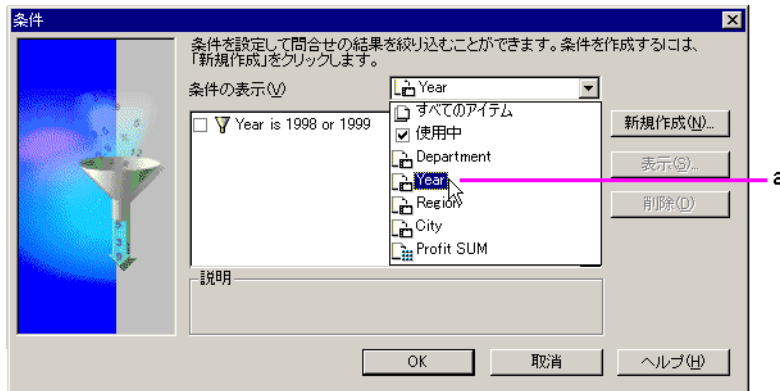 条件
条件を設定して問合せの結果を絞り込むことができます。条件を作成するには、
「新規作成」をクリックします。
条件の表示(V)
Year
Year is 1998 or 1999
すべてのアイテム
使用中
Department
Year
Region
City
Profit SUM
新規作成(N)...
表示(S)...
削除(D)
a
説明
OK
取消
ヘルプ(H)